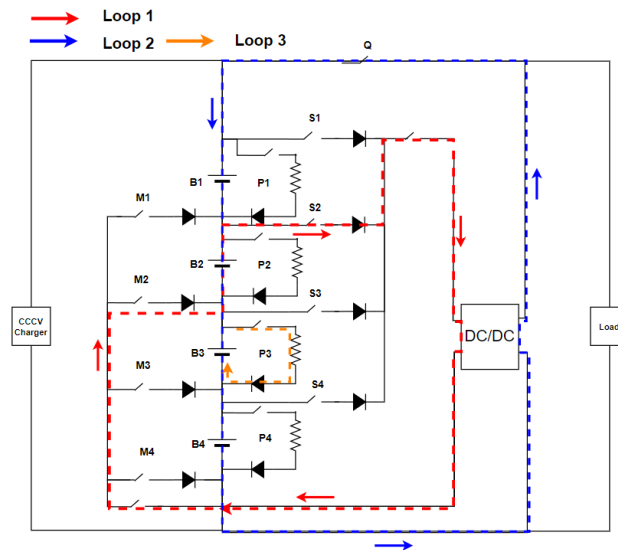 Loop 1
Loop 2
Loop 3
Q
S1
B1
P1
M1
S2
B2
P2
M2
S3
CCCV
Charger
DC/DC
Load
B3
P3
M3
S4
B4
P4
M4